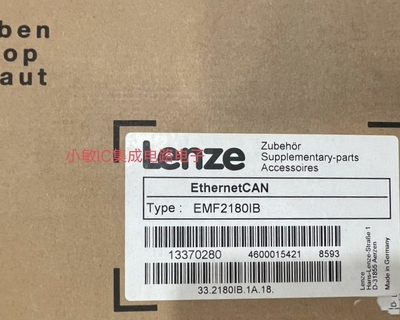 ben
op
aut
小敏IC集成电路电子
Lenze
Zubehör
Supplementary-parts
Accessoires
EthernetCAN
Type : EMF2180IB
13370280 4600015421 8593
33.2180IB.1A.18.
Lenze
Hans-Lenze-Straße 1
D-31855 Aerzen
Made in Germany